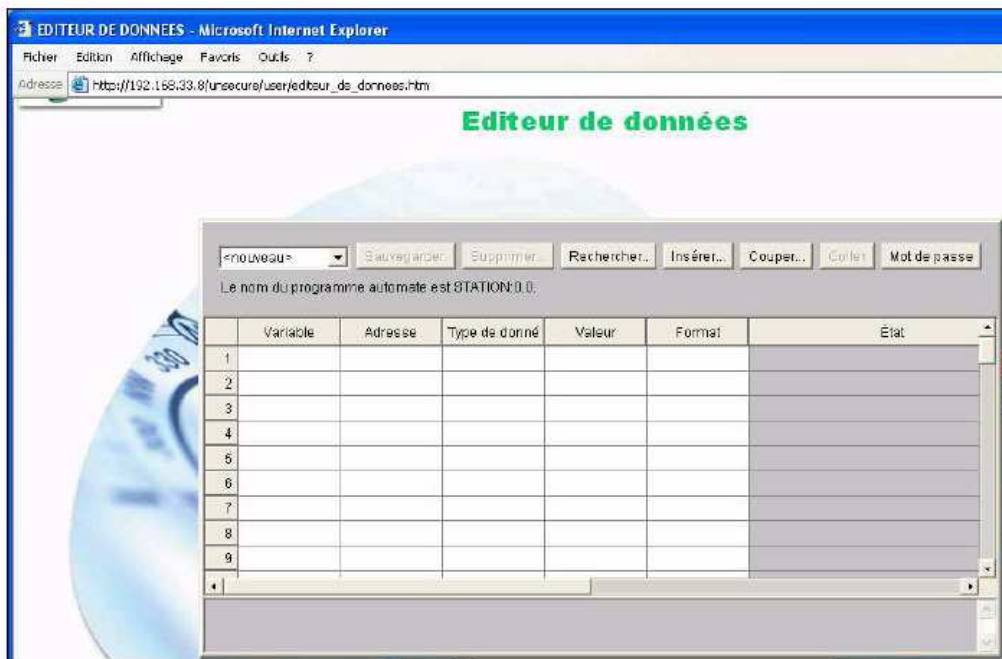 EDITEUR DE DONNEES - Microsoft Internet Explorer
Fichier Edition Affichage Favoris Outils ?
Adresse http://192.168.33.8/unsecure/user/editeur_de_donnees.htm
Editeur de données
<nouveau> Sauvegarder Supprimer... Rechercher.. Insérer... Couper... Coller Mot de passe
Le nom du programme automate est STATION:0.0.
Variable Adresse Type de donné Valeur Format État
1
2
3
4
5
6
7
8
9
330